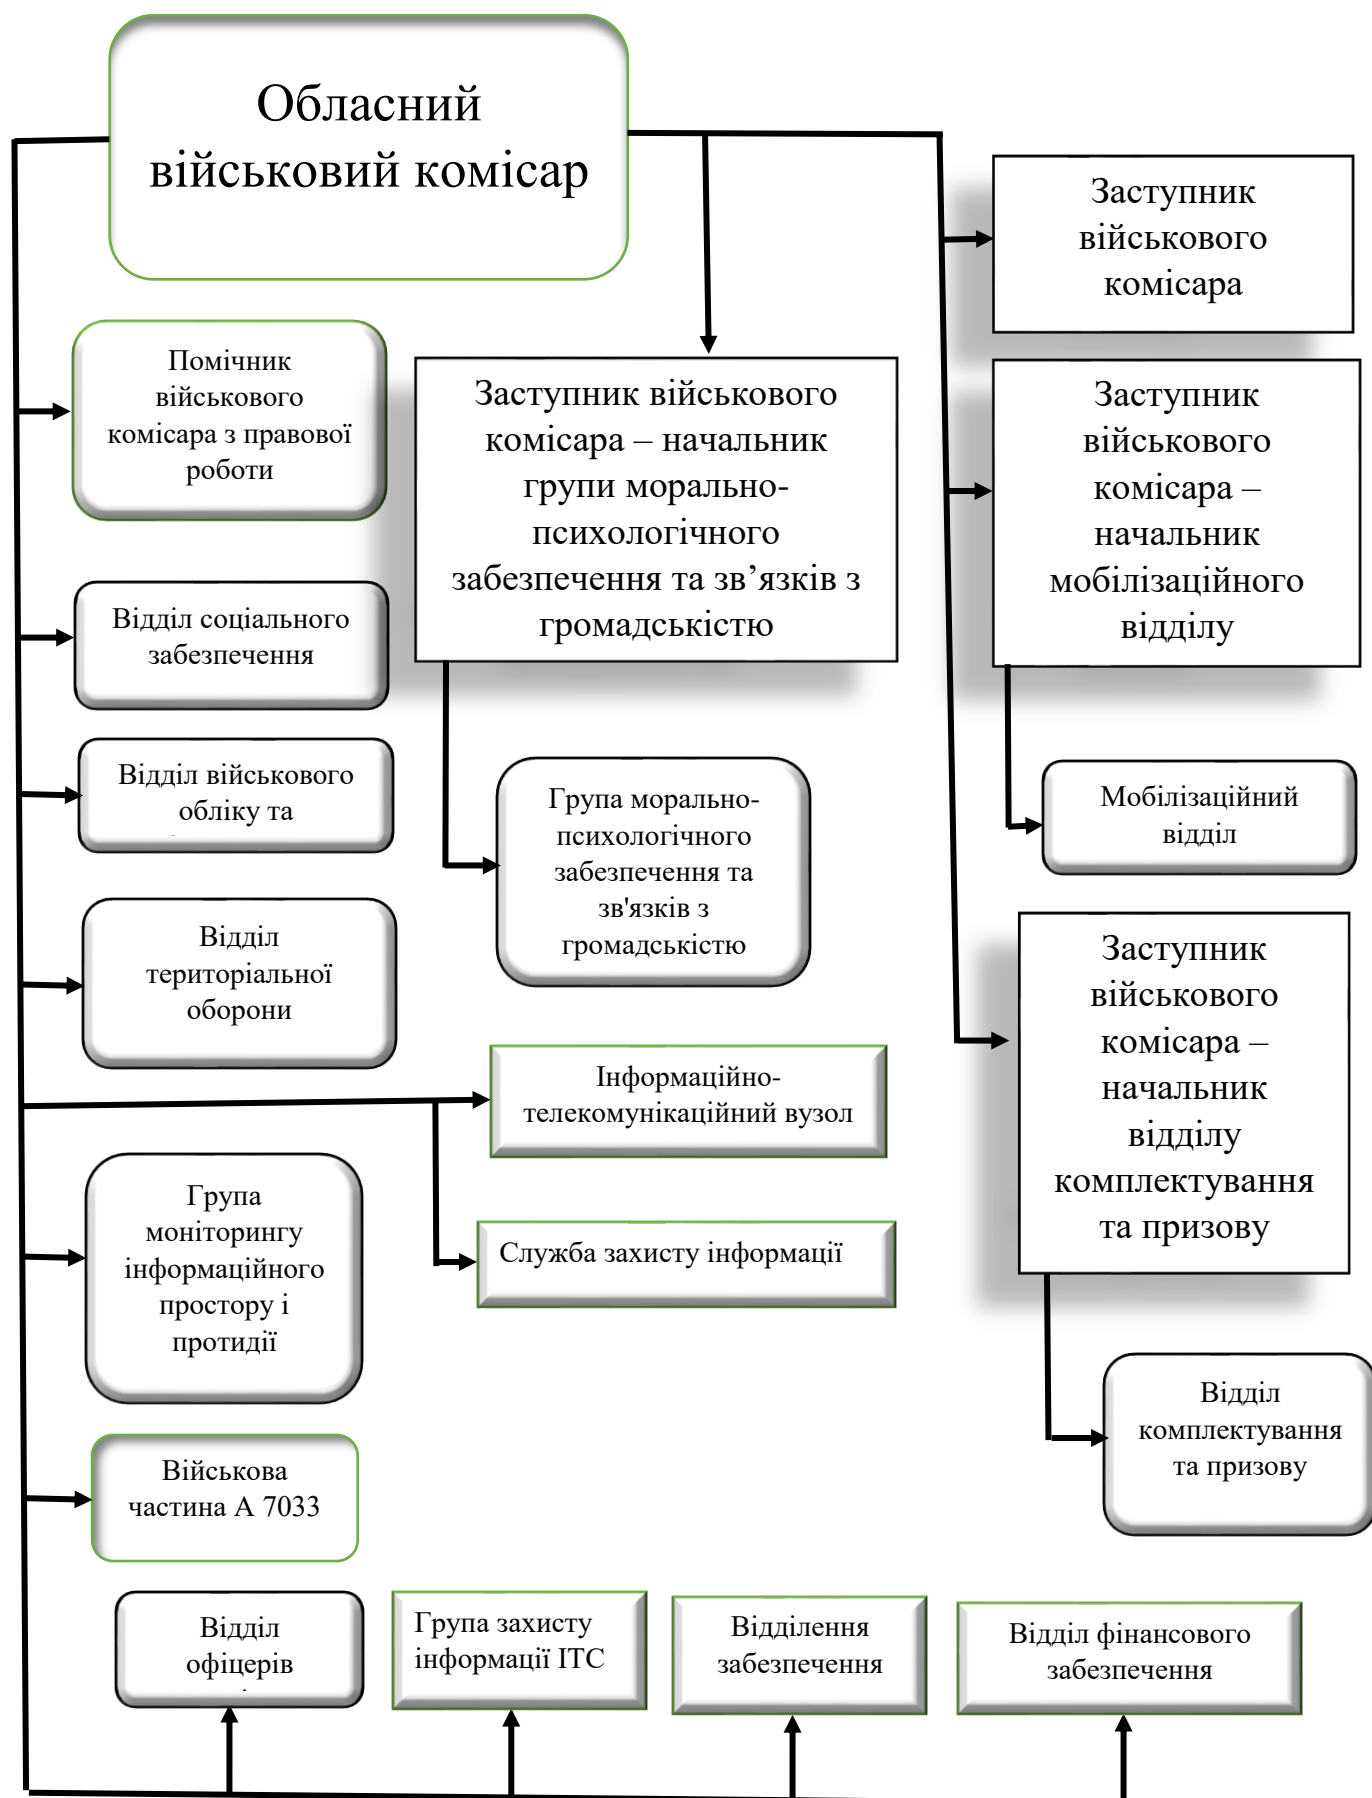 Обласний
військовий комісар
Заступник
військового
комісара
Помічник
військового
комісара з правової
роботи
Заступник військового
комісара – начальник
групи морально-
психологічного
забезпечення та зв’язків з
громадськістю
Заступник
військового
комісара –
начальник
мобілізаційного
відділу
Відділ соціального
забезпечення
Відділ військового
обліку та
Група морально-
психологічного
забезпечення та
зв'язків з
громадськістю
Мобілізаційний
відділ
Відділ
територіальної
оборони
Заступник
військового
комісара –
начальник
відділу
комплектування
та призову
Інформаційно-
телекомунікаційний вузол
Група
моніторингу
інформаційного
простору і
протидії
Служба захисту інформації
Відділ
комплектування
та призову
Військова
частина А 7033
Відділ
офіцерів
Група захисту
інформації ІТС
Відділення
забезпечення
Відділ фінансового
забезпечення